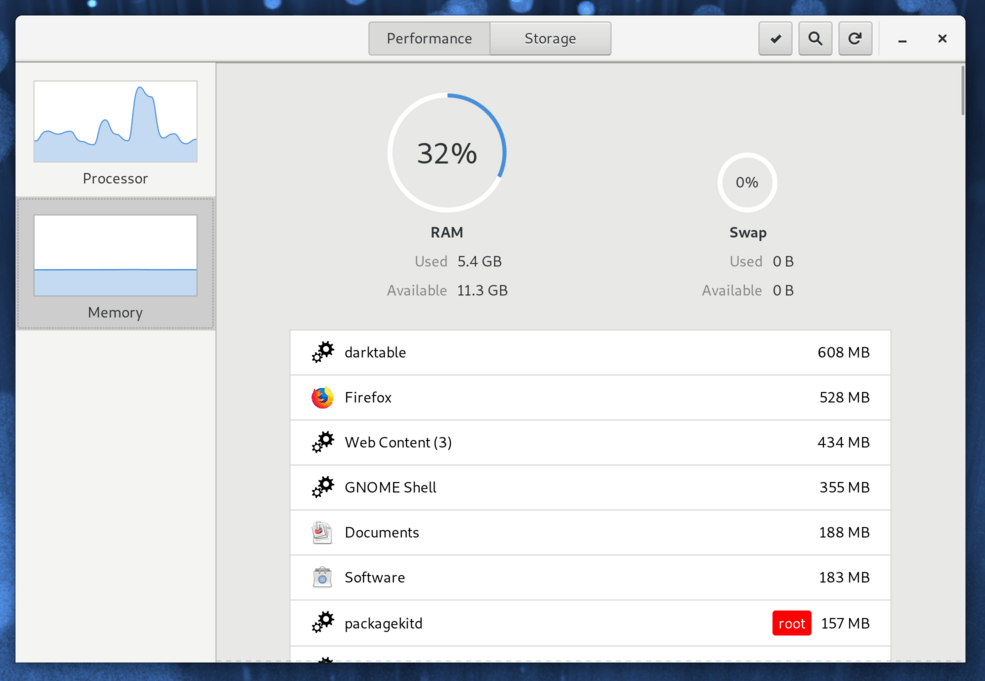 Performance Storage
Processor
Memory
32%
0%
RAM
Swap
Used 5.4 GB
Used 0 B
Available 11.3 GB
Available 0 B
darktable 608 MB
Firefox 528 MB
Web Content (3) 434 MB
GNOME Shell 355 MB
Documents 188 MB
Software 183 MB
packagekitd root 157 MB